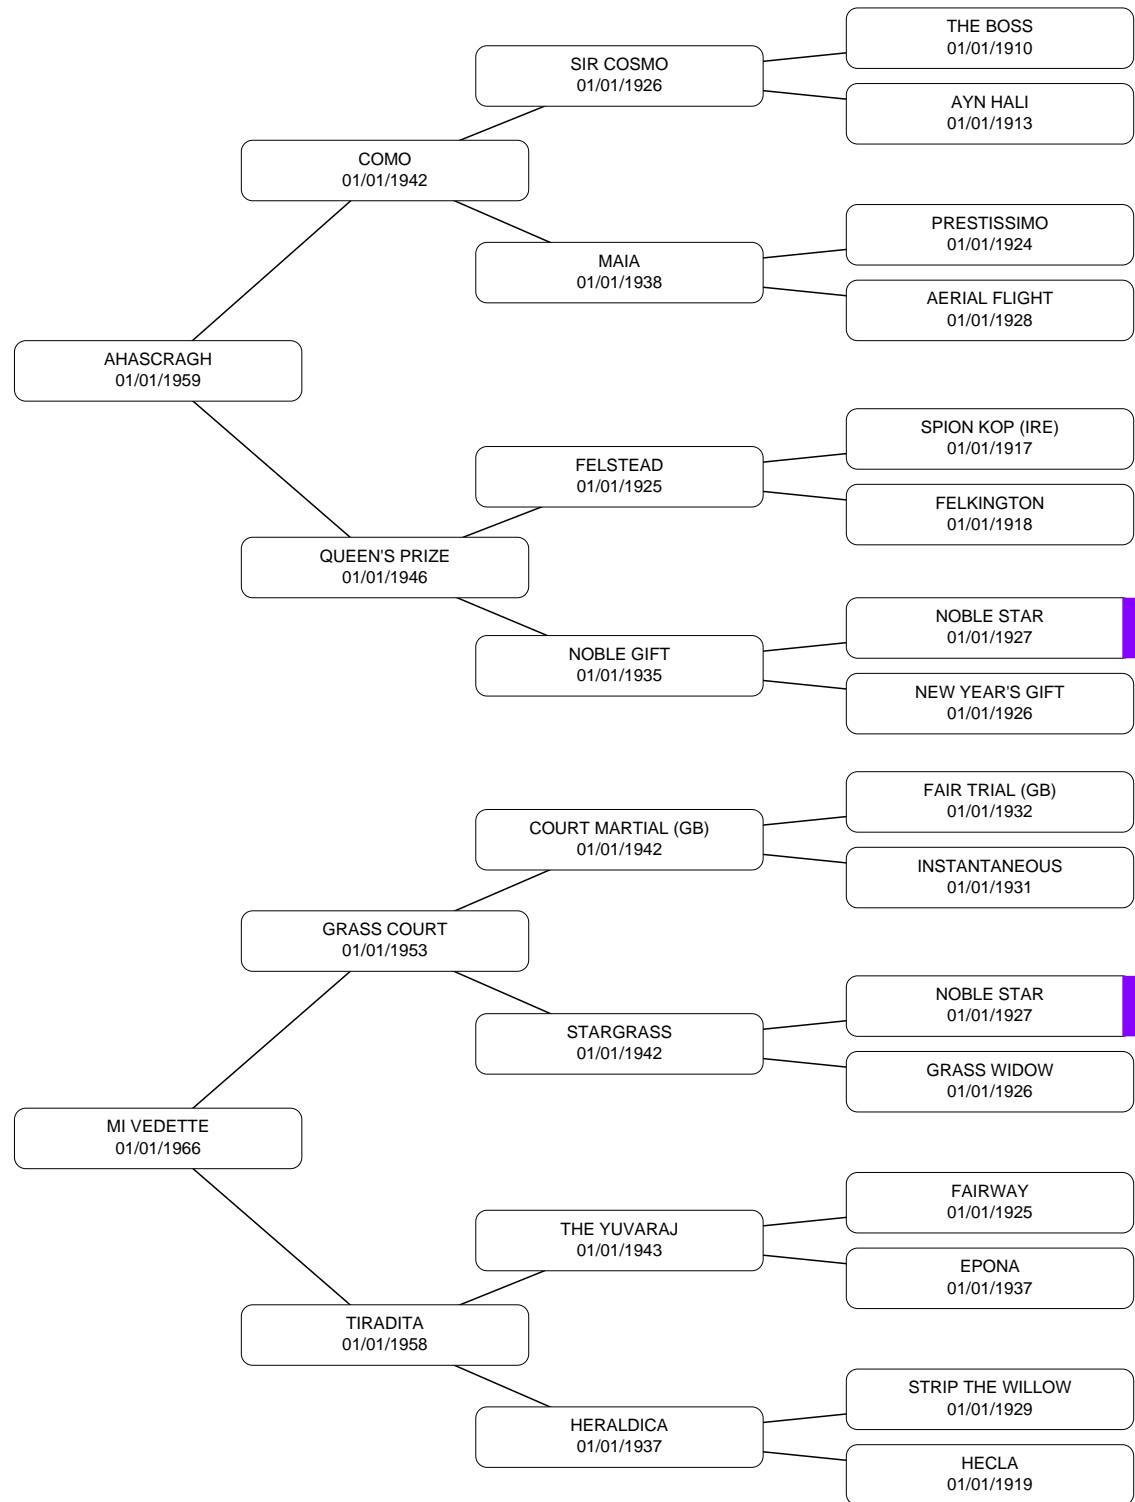 THE BOSS
01/01/1910
SIR COSMO
01/01/1926
AYN HALI
01/01/1913
COMO
01/01/1942
PRESTISSIMO
01/01/1924
MAIA
01/01/1938
AERIAL FLIGHT
01/01/1928
AHASCRAGH
01/01/1959
SPION KOP (IRE)
01/01/1917
FELSTEAD
01/01/1925
FELKINGTON
01/01/1918
QUEEN'S PRIZE
01/01/1946
NOBLE STAR
01/01/1927
NOBLE GIFT
01/01/1935
NEW YEAR'S GIFT
01/01/1926
FAIR TRIAL (GB)
01/01/1932
COURT MARTIAL (GB)
01/01/1942
INSTANTANEOUS
01/01/1931
GRASS COURT
01/01/1953
NOBLE STAR
01/01/1927
STARGRASS
01/01/1942
GRASS WIDOW
01/01/1926
MI VEDETTE
01/01/1966
FAIRWAY
01/01/1925
THE YUVARAJ
01/01/1943
EPONA
01/01/1937
TIRADITA
01/01/1958
STRIP THE WILLOW
01/01/1929
HERALDICA
01/01/1937
HECLA
01/01/1919